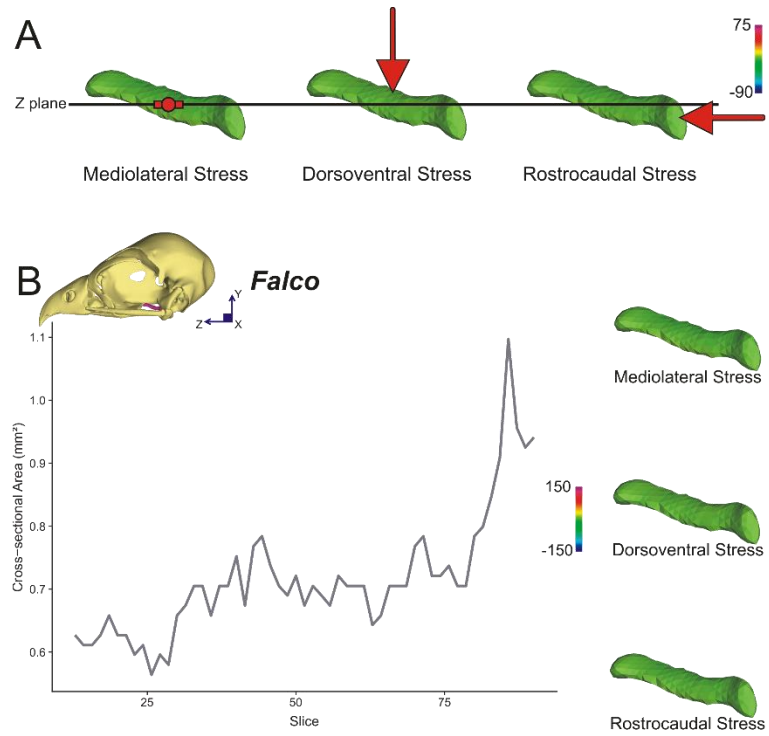 A
75
-90
Z plane
Mediolateral Stress
Dorsoventral Stress
Rostrocaudal Stress
B
Falco
Y
Z
X
Cross-sectional Area (mm²)
1.1
1.0
0.9
0.8
0.7
0.6
25
50
75
Slice
150
-150
Mediolateral Stress
Dorsoventral Stress
Rostrocaudal Stress